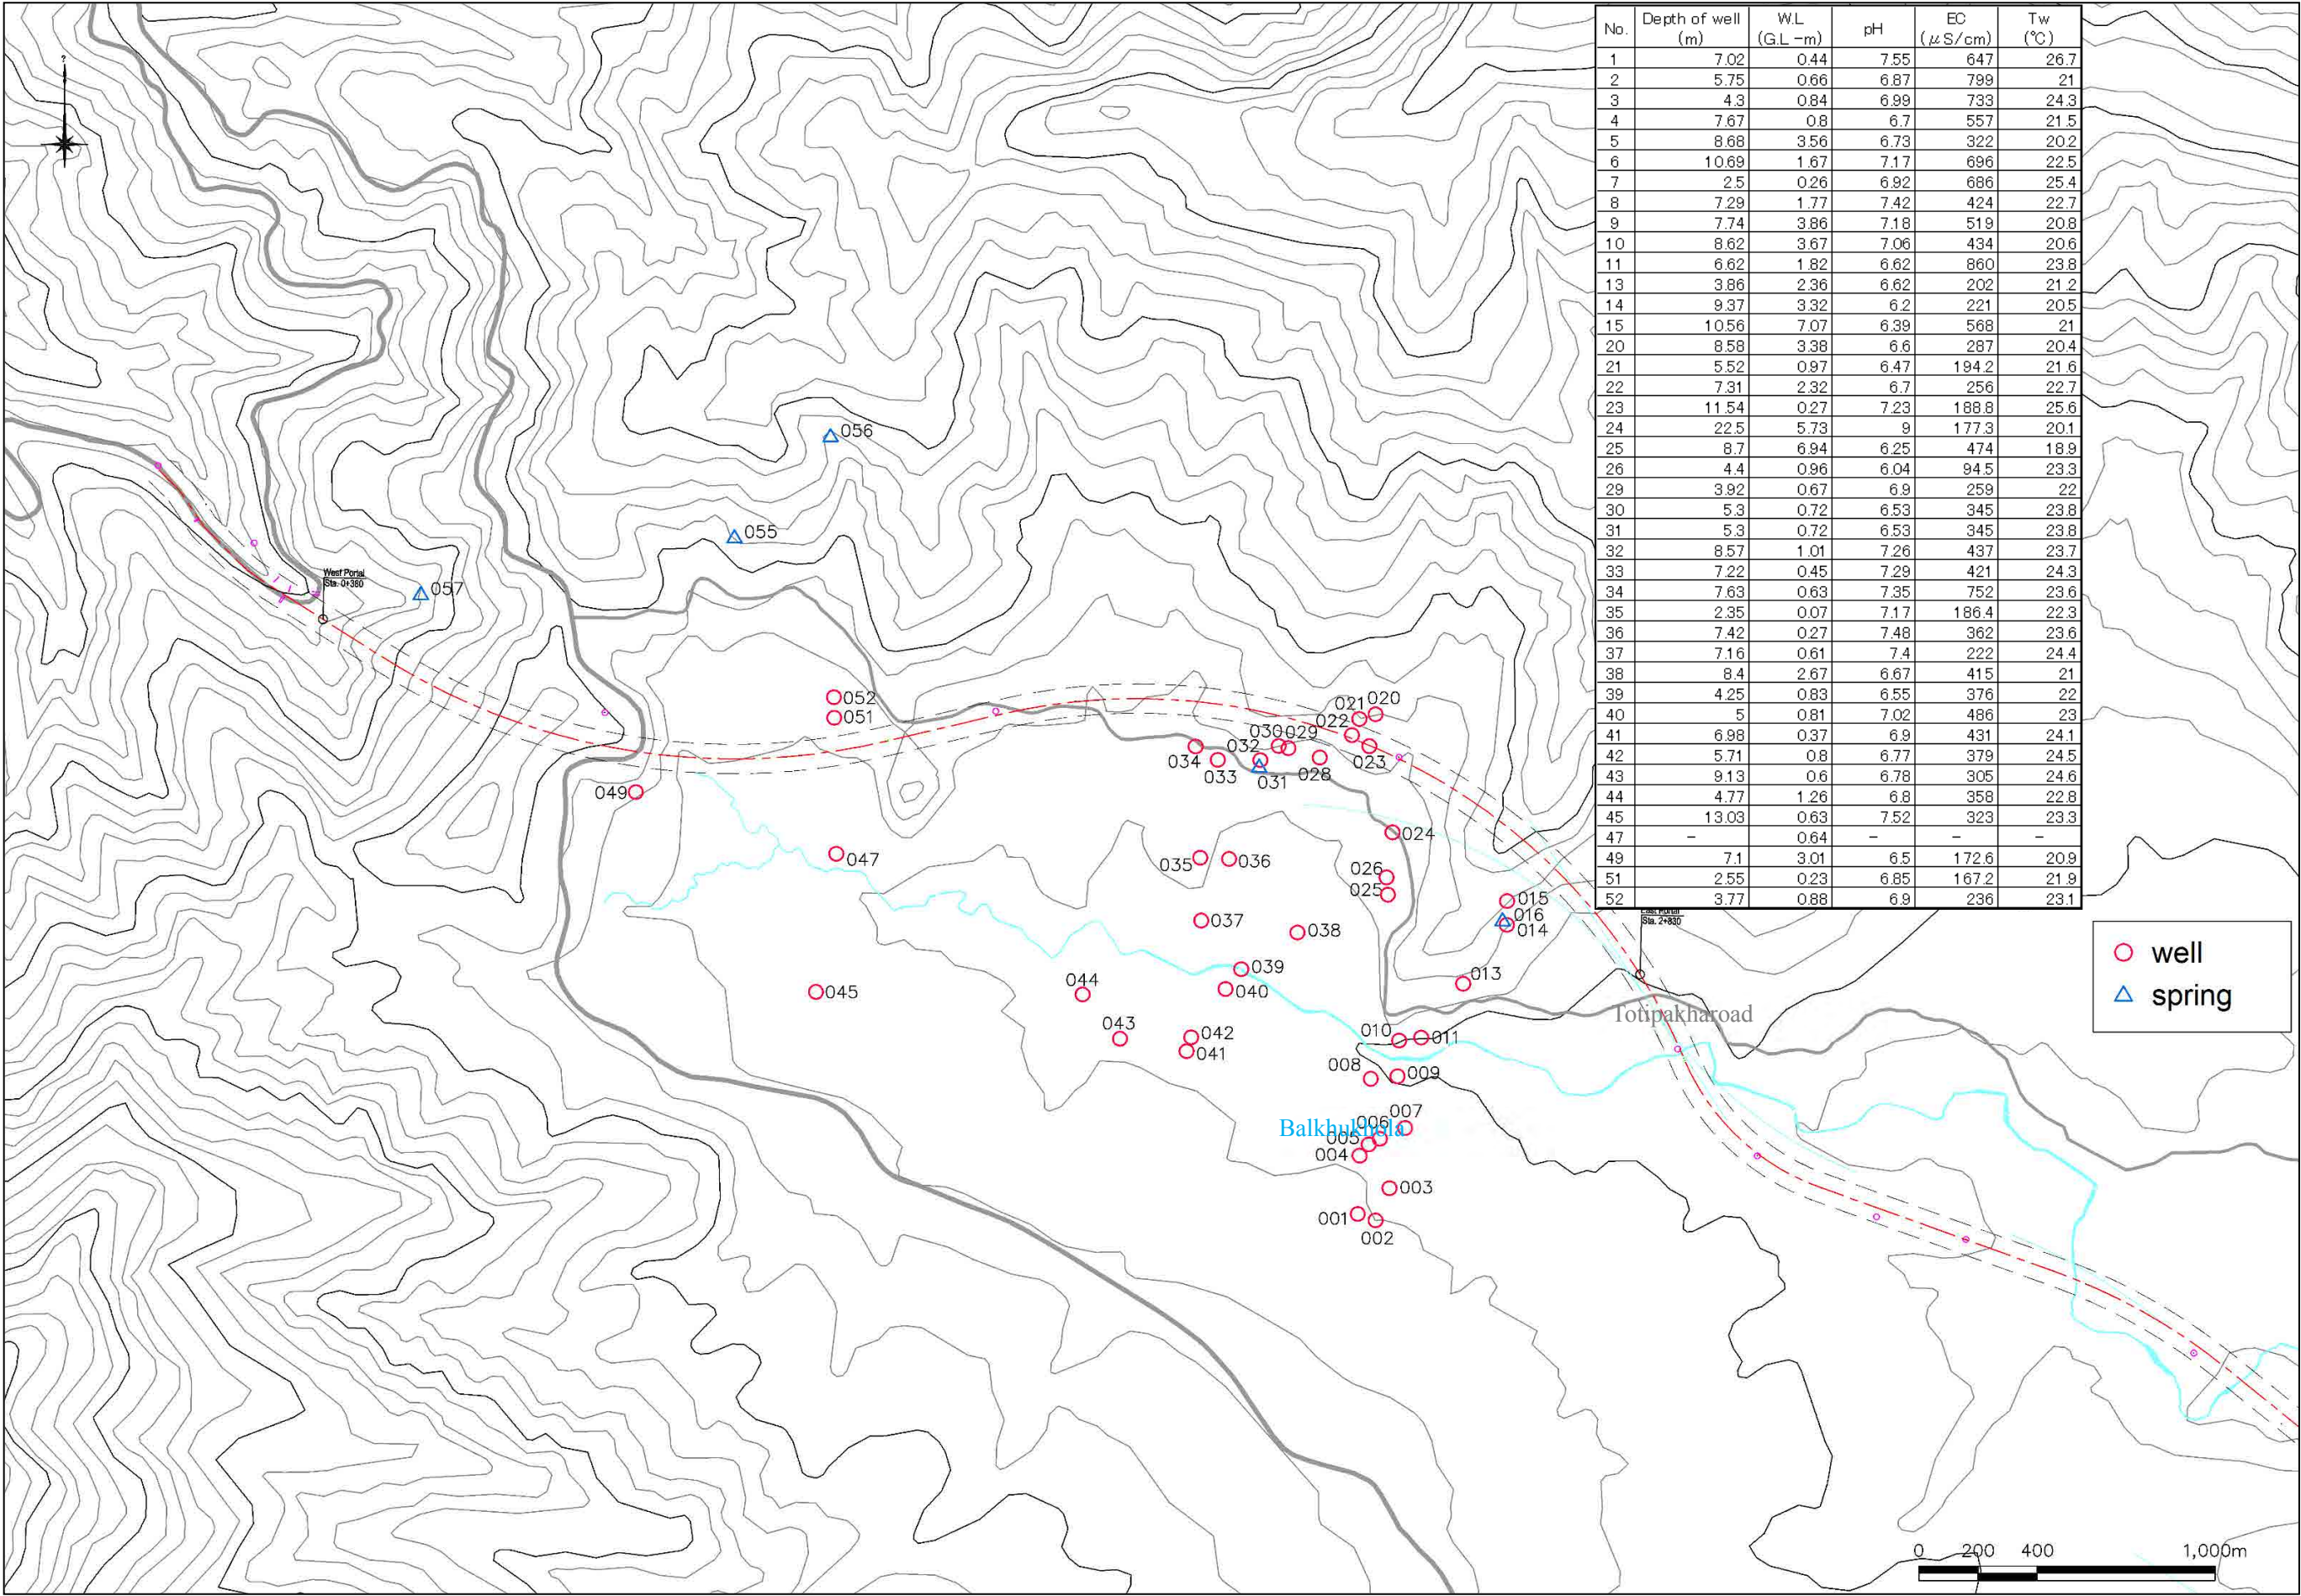 No. Depth of well (m) W.L (G.L -m) pH EC (μS/cm) Tw (℃)
1 7.02 0.44 7.55 647 26.7
2 5.75 0.66 6.87 799 21
3 4.3 0.84 6.99 733 24.3
4 7.67 0.8 6.7 557 21.5
5 8.68 3.56 6.73 322 20.2
6 10.69 1.67 7.17 696 22.5
7 2.5 0.26 6.92 686 25.4
8 7.29 1.77 7.42 424 22.7
9 7.74 3.86 7.18 519 20.8
10 8.62 3.67 7.06 434 20.6
11 6.62 1.82 6.62 860 23.8
13 3.86 2.36 6.62 202 21.2
14 9.37 3.32 6.2 221 20.5
15 10.56 7.07 6.39 568 21
20 8.58 3.38 6.6 287 20.4
21 5.52 0.97 6.47 194.2 21.6
22 7.31 2.32 6.7 256 22.7
23 11.54 0.27 7.23 188.8 25.6
24 22.5 5.73 9 177.3 20.1
25 8.7 6.94 6.25 474 18.9
26 4.4 0.96 6.04 94.5 23.3
29 3.92 0.67 6.9 259 22
30 5.3 0.72 6.53 345 23.8
31 5.3 0.72 6.53 345 23.8
32 8.57 1.01 7.26 437 23.7
33 7.22 0.45 7.29 421 24.3
34 7.63 0.63 7.35 752 23.6
35 2.35 0.07 7.17 186.4 22.3
36 7.42 0.27 7.48 362 23.6
37 7.16 0.61 7.4 222 24.4
38 8.4 2.67 6.67 415 21
39 4.25 0.83 6.55 376 22
40 5 0.81 7.02 486 23
41 6.98 0.37 6.9 431 24.1
42 5.71 0.8 6.77 379 24.5
43 9.13 0.6 6.78 305 24.6
44 4.77 1.26 6.8 358 22.8
45 13.03 0.63 7.52 323 23.3
47 - 0.64 - - -
49 7.1 3.01 6.5 172.6 20.9
51 2.55 0.23 6.85 167.2 21.9
52 3.77 0.88 6.9 236 23.1
?
056
055
West Portal
Sta. 0+380
057
052
051
021 020
022
030 029
032
034
033
031
028
023
049
024
047
035
036
026
025
015
016
014
East Portal
Sta. 2+830
037
038
039
013
044
045
040
Totipakharoad
043
042
041
010
011
008
009
007
006
Balkhukhola
005
004
003
001
002
well
spring
0 200 400 1,000m